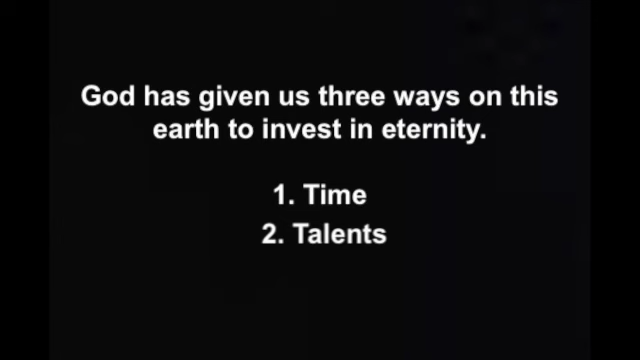 God has given us three ways on this
earth to invest in eternity.
1. Time
2. Talents